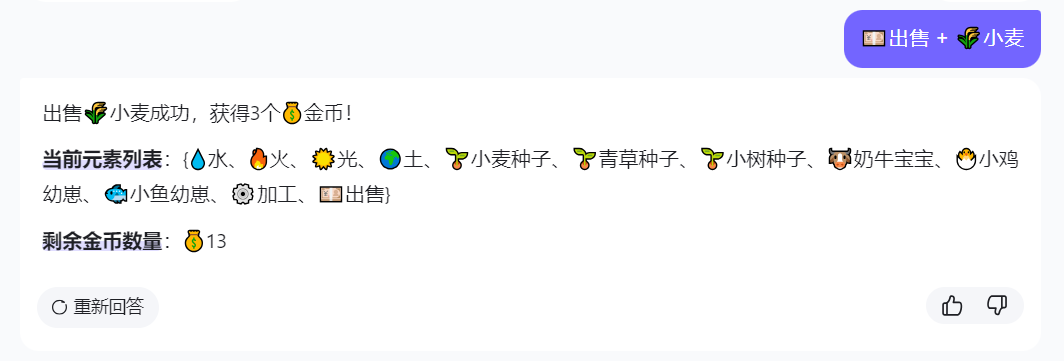 💴出售 + 🌾小麦
出售🌾小麦成功，获得3个💰金币！
当前元素列表：{💧水、🔥火、☀️光、🌍土、🌱小麦种子、🌱青草种子、🌱小树种子、🐮奶牛宝宝、🐣小鸡
幼崽、🐟小鱼幼崽、⚙️加工、💴出售}
剩余金币数量：💰13
重新回答